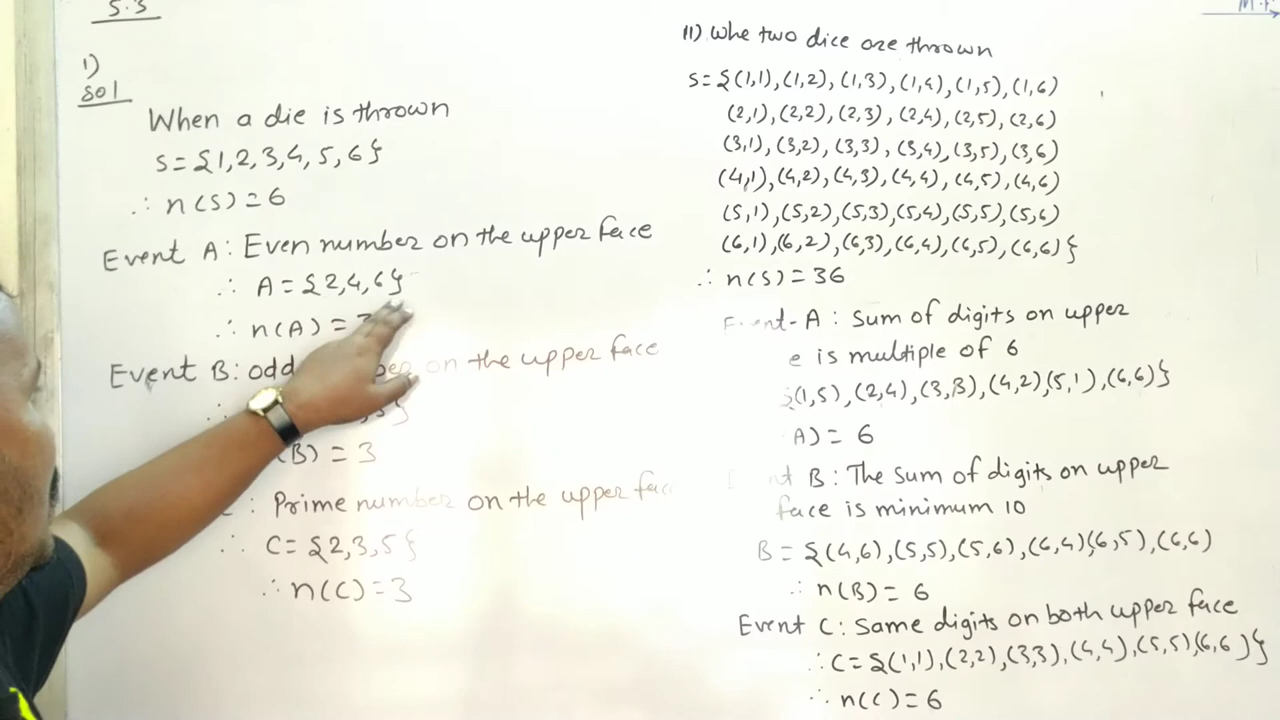 5.3
1)
sol
When a die is thrown
S={1,2,3,4,5,6}
∴ n(S)=6
Event A: Even number on the upper face
∴ A={2,4,6}
∴ n(A)=
Event B: odd on the upper face
∴
(B)=3
: Prime number on the upper face
∴ C={2,3,5}
∴ n(C)=3
II) Whe two dice are thrown
S={(1,1),(1,2),(1,3),(1,4),(1,5),(1,6)
(2,1),(2,2),(2,3),(2,4),(2,5),(2,6)
(3,1),(3,2),(3,3),(3,4),(3,5),(3,6)
(4,1),(4,2),(4,3),(4,4),(4,5),(4,6)
(5,1),(5,2),(5,3),(5,4),(5,5),(5,6)
(6,1),(6,2),(6,3),(6,4),(6,5),(6,6)}
∴ n(S)=36
Event-A: Sum of digits on upper
e is multiple of 6
{(1,5),(2,4),(3,3),(4,2)(5,1),(6,6)}
A)=6
nt B: The sum of digits on upper
face is minimum 10
B={(4,6),(5,5),(5,6),(6,4)(6,5),(6,6)
∴ n(B)=6
Event C: Same digits on both upper face
∴ C={(1,1),(2,2),(3,3),(4,4),(5,5)(6,6)}
∴ n(C)=6